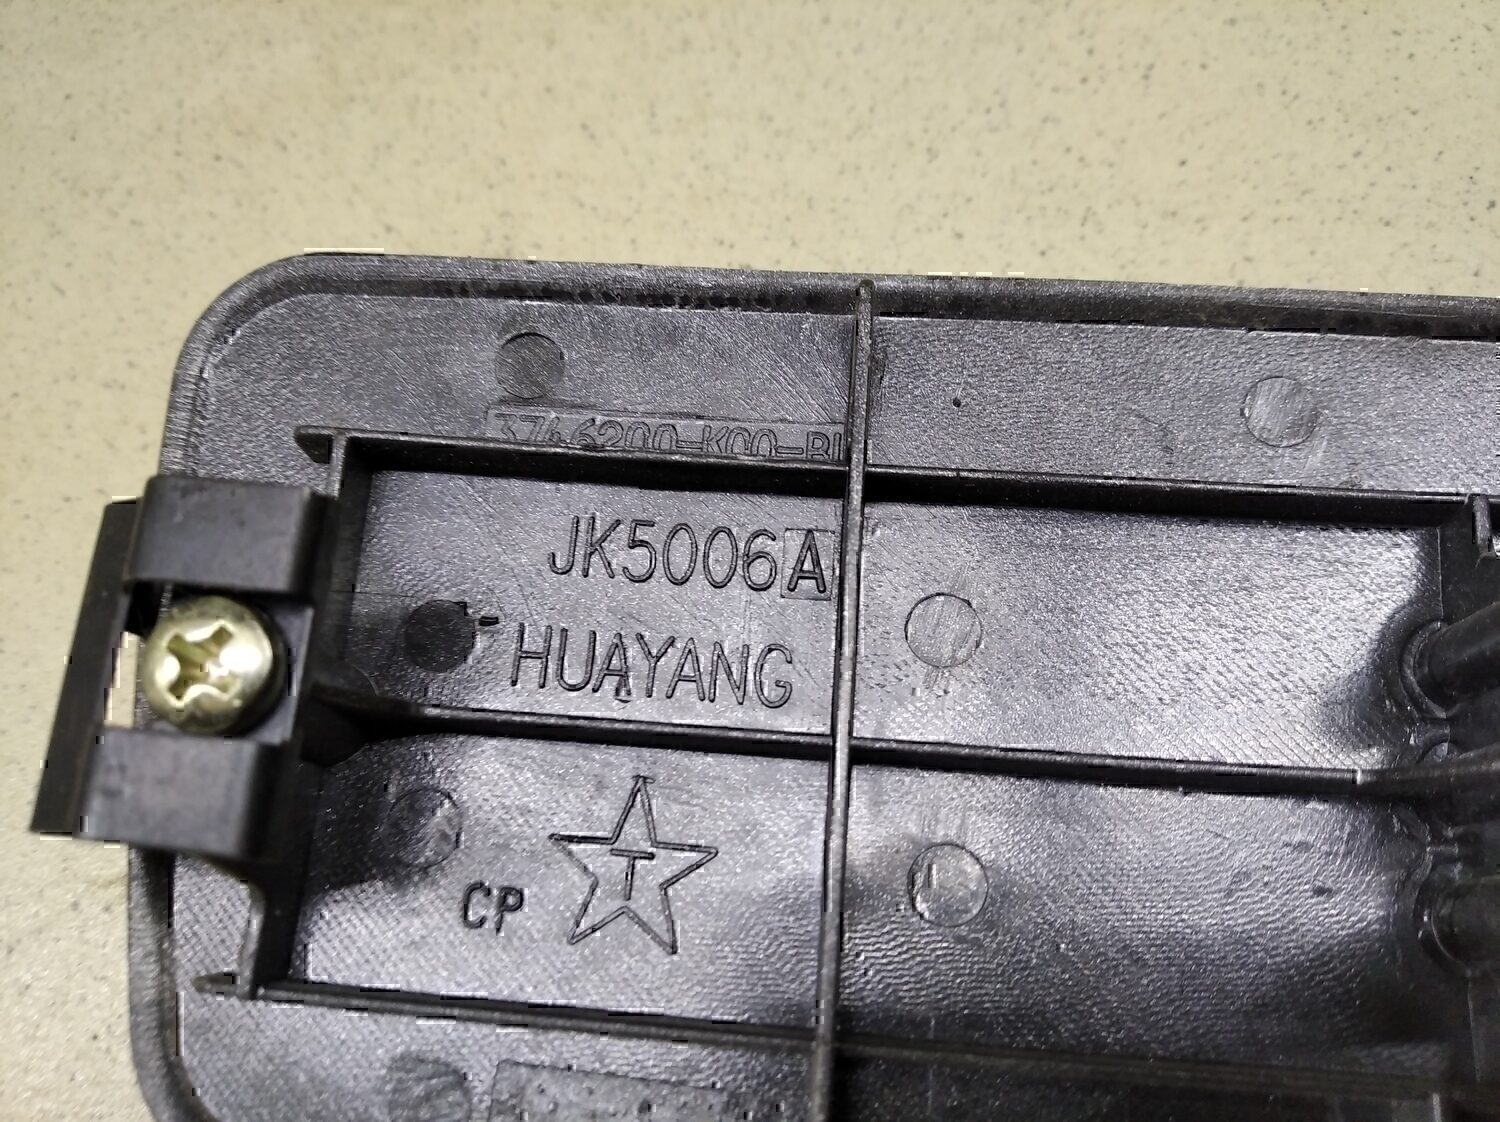 3746200-K00-B1
JK5006A
HUAYANG
T
CP